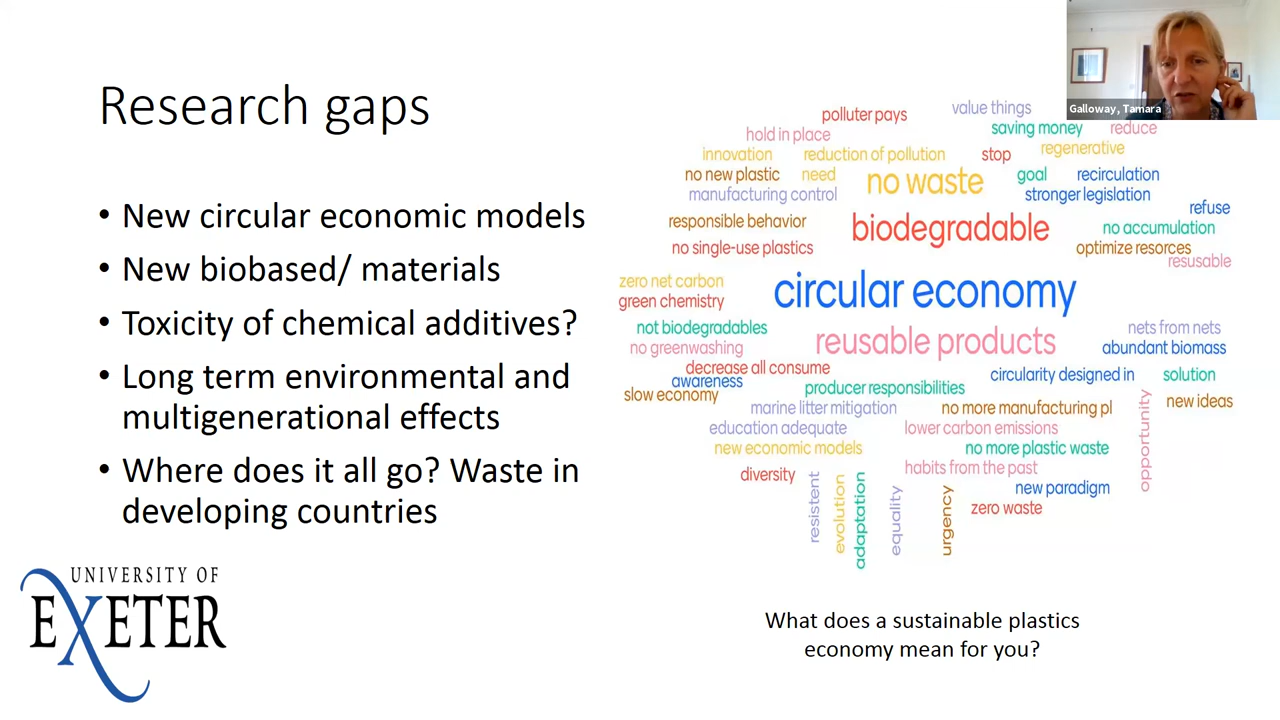 Galloway, Tamara
Research gaps
• New circular economic models
• New biobased/ materials
• Toxicity of chemical additives?
• Long term environmental and
multigenerational effects
• Where does it all go? Waste in
developing countries
UNIVERSITY OF
EXETER
polluter pays
value things
hold in place
saving money
reduce
innovation
reduction of pollution
stop
regenerative
no new plastic
need
no waste
goal
recirculation
manufacturing control
stronger legislation
refuse
responsible behavior
biodegradable
no accumulation
no single-use plastics
optimize resorces
resusable
zero net carbon
circular economy
green chemistry
not biodegradables
nets from nets
no greenwashing
reusable products
abundant biomass
decrease all consume
awareness
circularity designed in
solution
slow economy
producer responsibilities
marine litter mitigation
no more manufacturing pl
opportunity
new ideas
education adequate
lower carbon emissions
new economic models
no more plastic waste
habits from the past
diversity
new paradigm
resistent
evolution
adaptation
equality
urgency
zero waste
What does a sustainable plastics
economy mean for you?